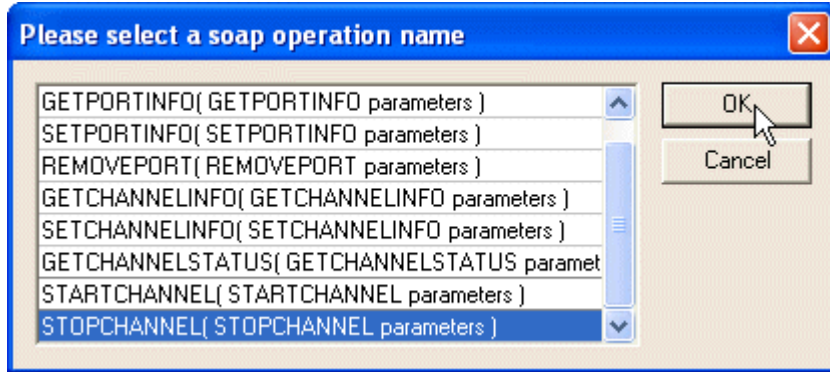 Please select a soap operation name
GETPORTINFO( GETPORTINFO parameters )
SETPORTINFO( SETPORTINFO parameters )
REMOVEPORT( REMOVEPORT parameters )
GETCHANNELINFO( GETCHANNELINFO parameters )
SETCHANNELINFO( SETCHANNELINFO parameters )
GETCHANNELSTATUS( GETCHANNELSTATUS paramet
STARTCHANNEL( STARTCHANNEL parameters )
STOPCHANNEL( STOPCHANNEL parameters )
OK
Cancel